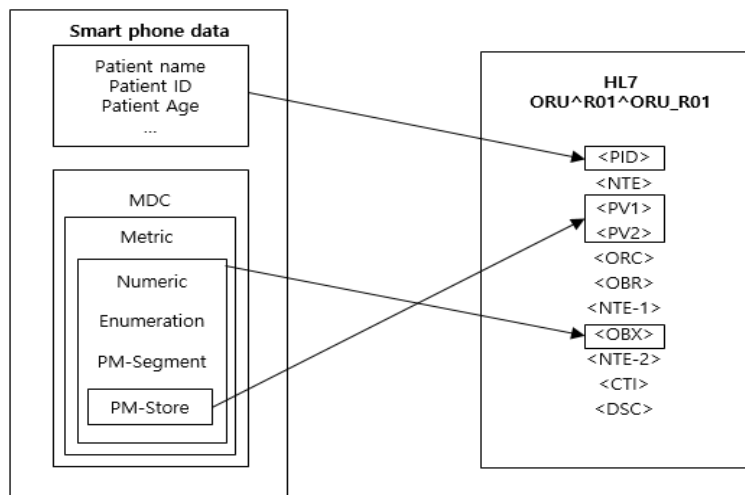 Smart phone data
Patient name
Patient ID
Patient Age
...
MDC
Metric
Numeric
Enumeration
PM-Segment
PM-Store
HL7
ORU^R01^ORU_R01
<PID>
<NTE>
<PV1>
<PV2>
<ORC>
<OBR>
<NTE-1>
<OBX>
<NTE-2>
<CTI>
<DSC>